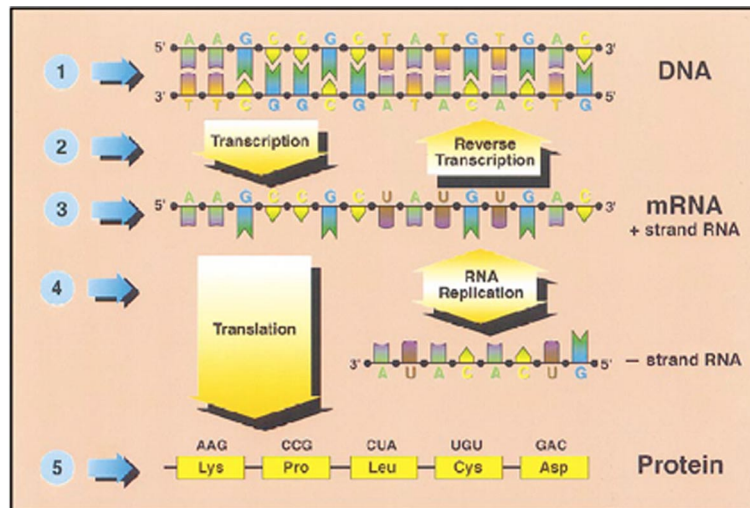 A A G C C G C T A T G T G A C
5' 3'
1 DNA
3' 5'
T T C G G C G A T A C A C T G
2 Transcription Reverse
Transcription
A A G C C G C U A U G U G A C
3 5' 3' mRNA
+ strand RNA
4 RNA
Replication
Translation
3' A U A C A C U G 5' — strand RNA
AAG CCG CUA UGU GAC
5 Lys Pro Leu Cys Asp Protein